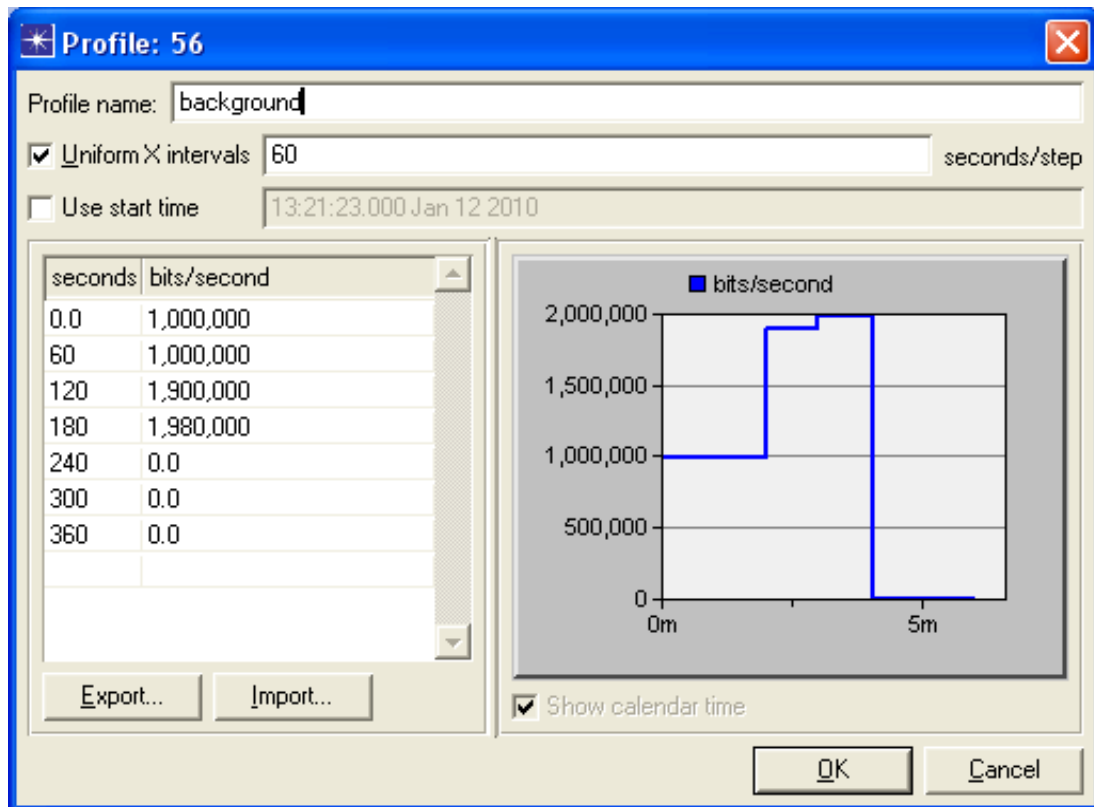 Profile: 56
Profile name: background
Uniform X intervals 60 seconds/step
Use start time 13:21:23.000 Jan 12 2010
seconds bits/second
0.0 1,000,000
60 1,000,000
120 1,900,000
180 1,980,000
240 0.0
300 0.0
360 0.0
Export... Import...
bits/second
2,000,000
1,500,000
1,000,000
500,000
0
0m 5m
Show calendar time
OK Cancel